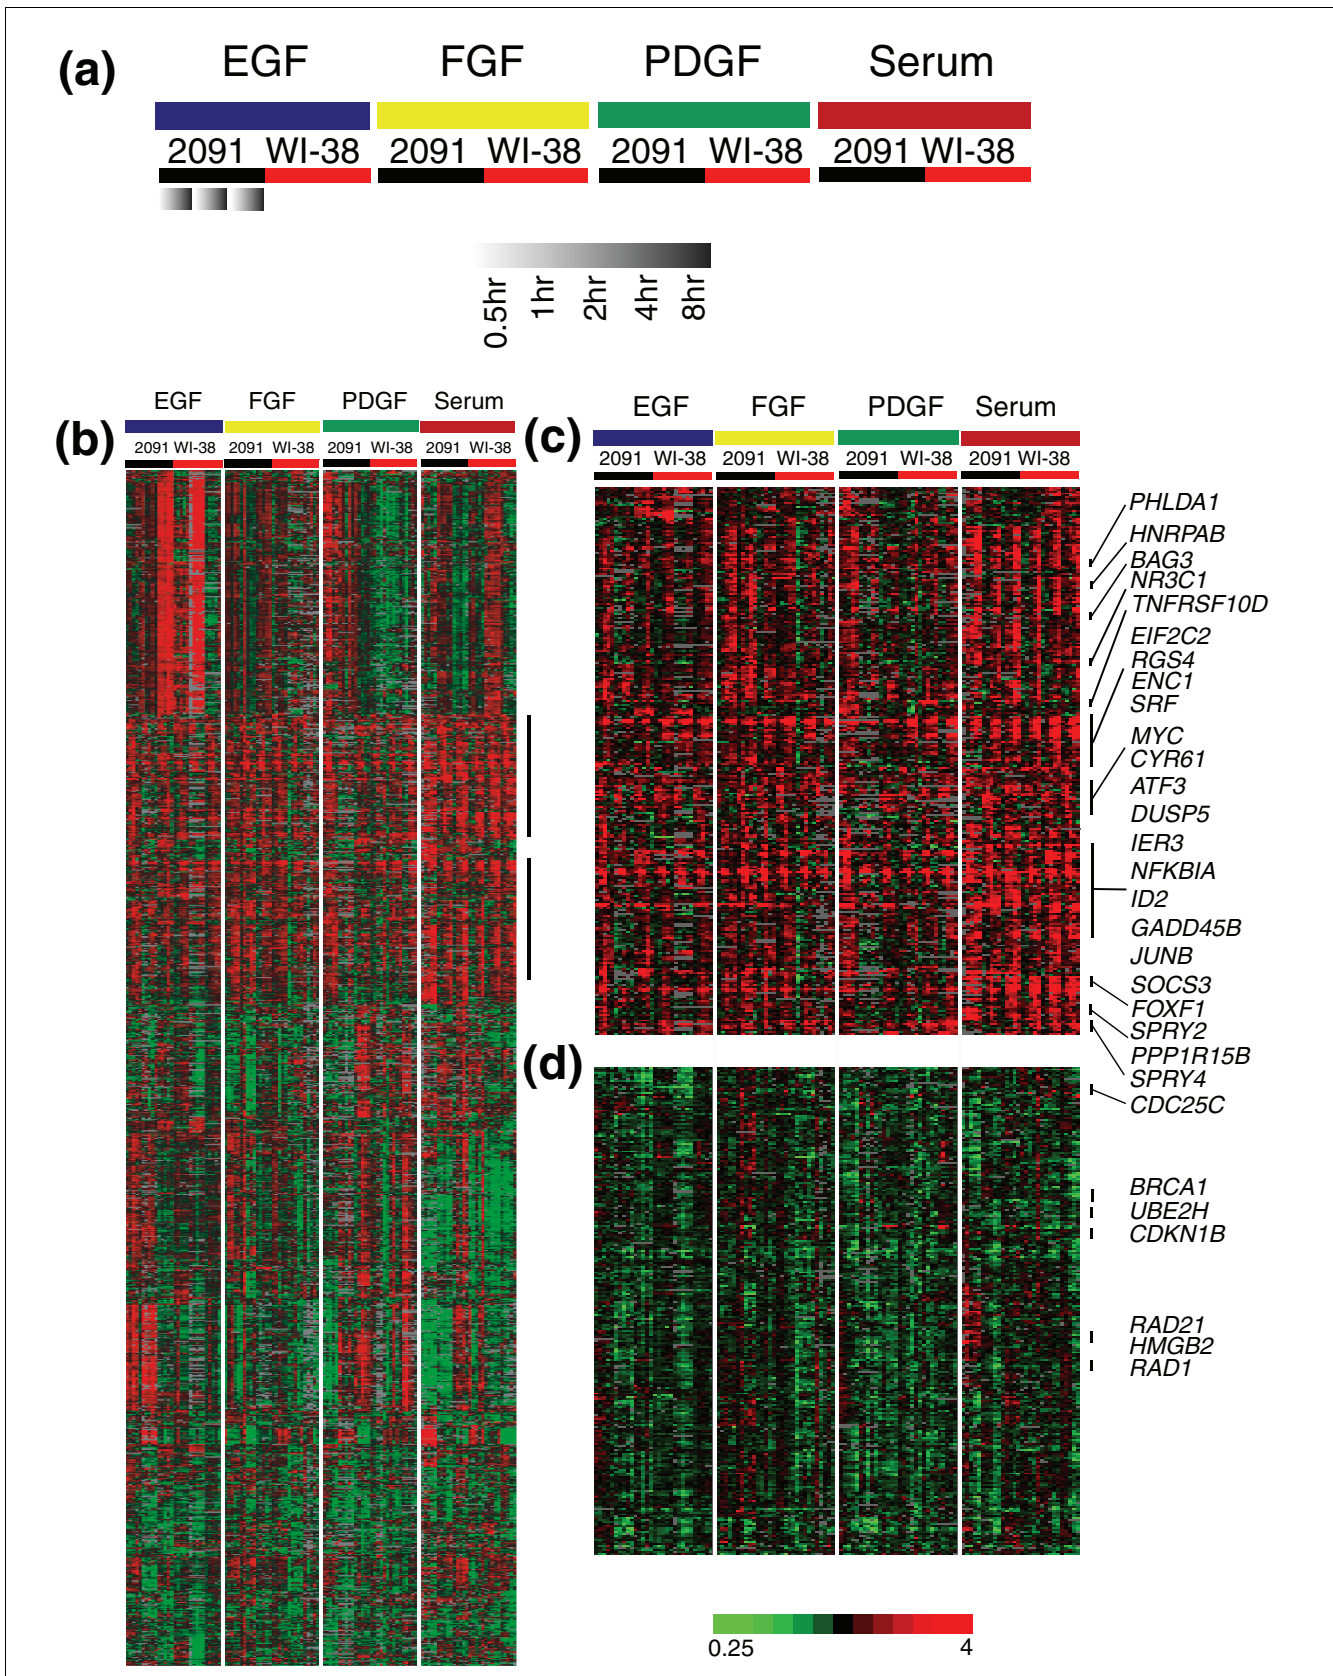 (a)
EGF FGF PDGF Serum
2091 WI-38 2091 WI-38 2091 WI-38 2091 WI-38
0.5hr
1hr
2hr
4hr
8hr
(b)
EGF FGF PDGF Serum
2091 WI-38 2091 WI-38 2091 WI-38 2091 WI-38
(c)
EGF FGF PDGF Serum
2091 WI-38 2091 WI-38 2091 WI-38 2091 WI-38
PHLDA1
HNRPAB
BAG3
NR3C1
TNFRSF10D
EIF2C2
RGS4
ENC1
SRF
MYC
CYR61
ATF3
DUSP5
IER3
NFKBIA
ID2
GADD45B
JUNB
SOCS3
FOXF1
SPRY2
PPP1R15B
SPRY4
CDC25C
(d)
BRCA1
UBE2H
CDKN1B
RAD21
HMGB2
RAD1
0.25 4